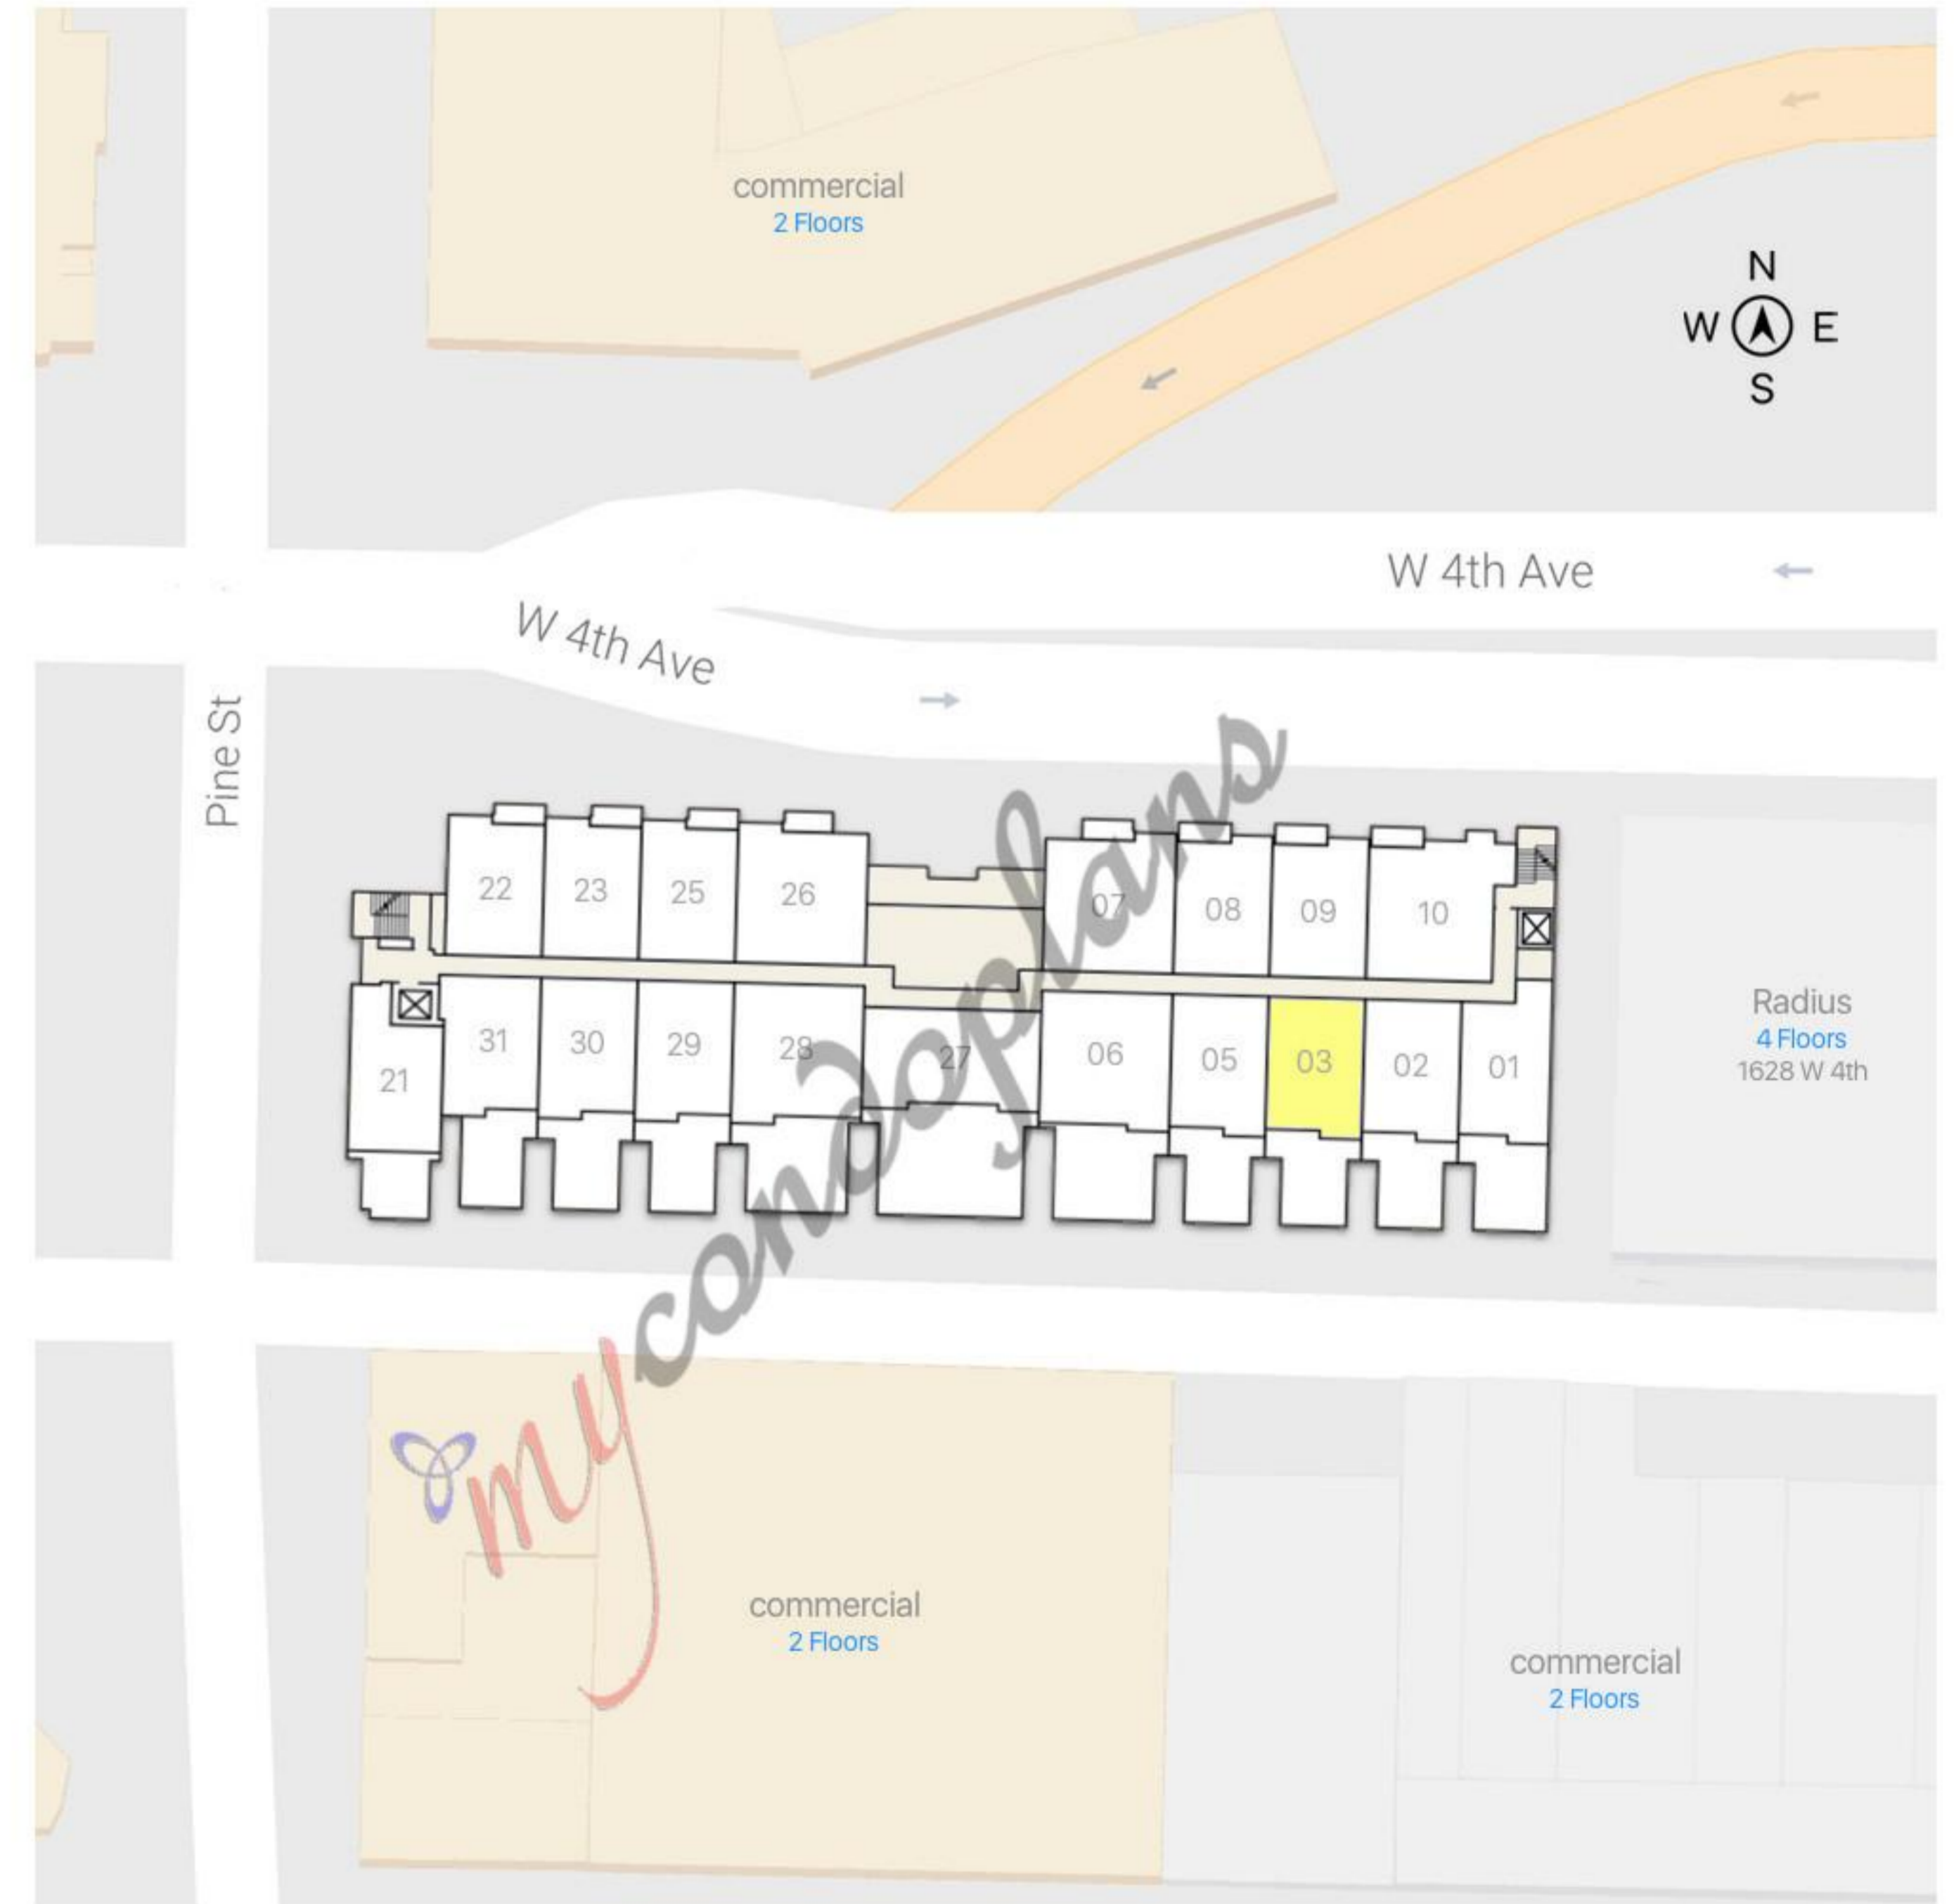 commercial
2 Floors
N
W E
S
W 4th Ave
W 4th Ave
Pine St
22
23
25
26
07
08
09
10
31
30
29
28
27
06
05
03
02
01
21
Radius
4 Floors
1628 W 4th
mycondoplans
commercial
2 Floors
commercial
2 Floors